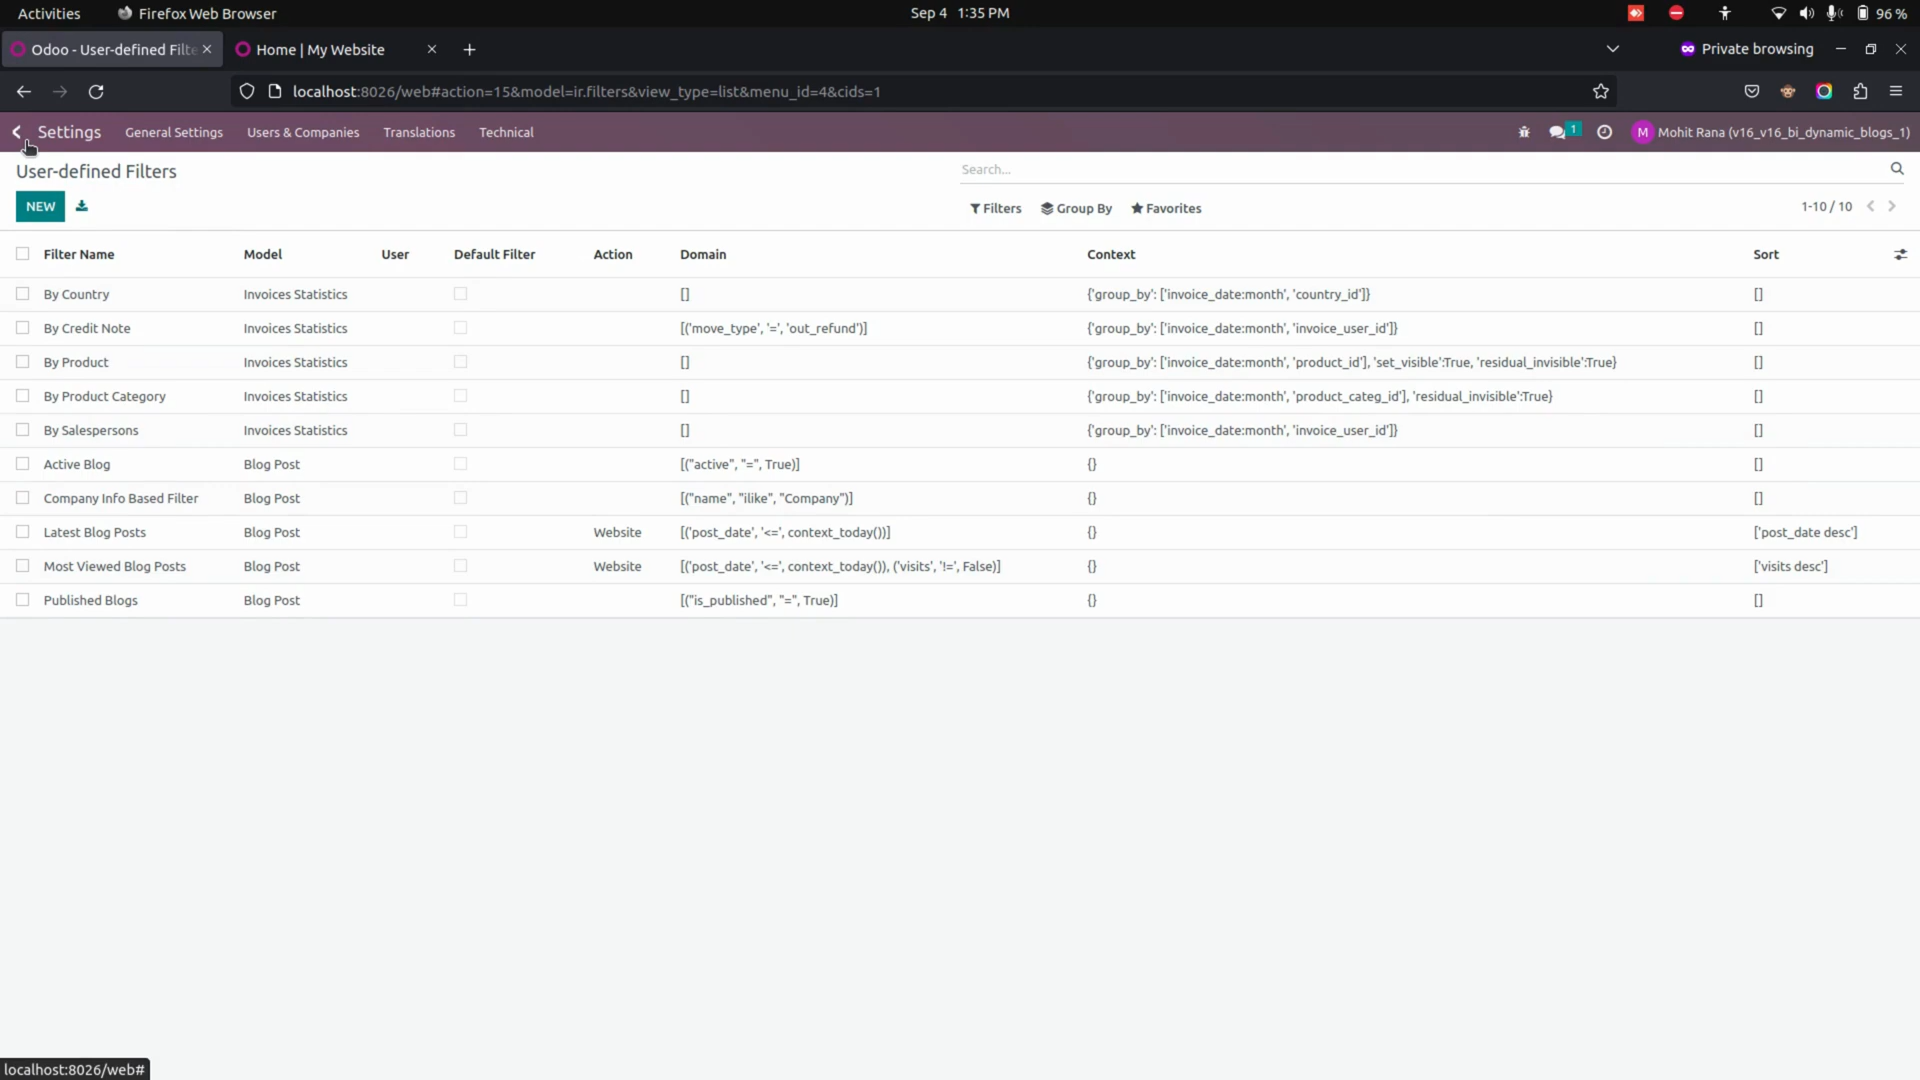 Activities Firefox Web Browser Sep 4 1:35 PM 96 %
Odoo - User-defined Filte Home | My Website Private browsing
localhost:8026/web#action=15&model=ir.filters&view_type=list&menu_id=4&cids=1
Settings General Settings Users & Companies Translations Technical 1 M Mohit Rana (v16_v16_bi_dynamic_blogs_1)
User-defined Filters Search...
NEW Filters Group By Favorites 1-10 / 10
Filter Name Model User Default Filter Action Domain Context Sort
By Country Invoices Statistics [] {'group_by': ['invoice_date:month', 'country_id']} []
By Credit Note Invoices Statistics [('move_type', '=', 'out_refund')] {'group_by': ['invoice_date:month', 'invoice_user_id']} []
By Product Invoices Statistics [] {'group_by': ['invoice_date:month', 'product_id'], 'set_visible':True, 'residual_invisible':True} []
By Product Category Invoices Statistics [] {'group_by': ['invoice_date:month', 'product_categ_id'], 'residual_invisible':True} []
By Salespersons Invoices Statistics [] {'group_by': ['invoice_date:month', 'invoice_user_id']} []
Active Blog Blog Post [("active", "=", True)] {} []
Company Info Based Filter Blog Post [("name", "ilike", "Company")] {} []
Latest Blog Posts Blog Post Website [('post_date', '<=', context_today())] {} ['post_date desc']
Most Viewed Blog Posts Blog Post Website [('post_date', '<=', context_today()), ('visits', '!=', False)] {} ['visits desc']
Published Blogs Blog Post [("is_published", "=", True)] {} []
localhost:8026/web#